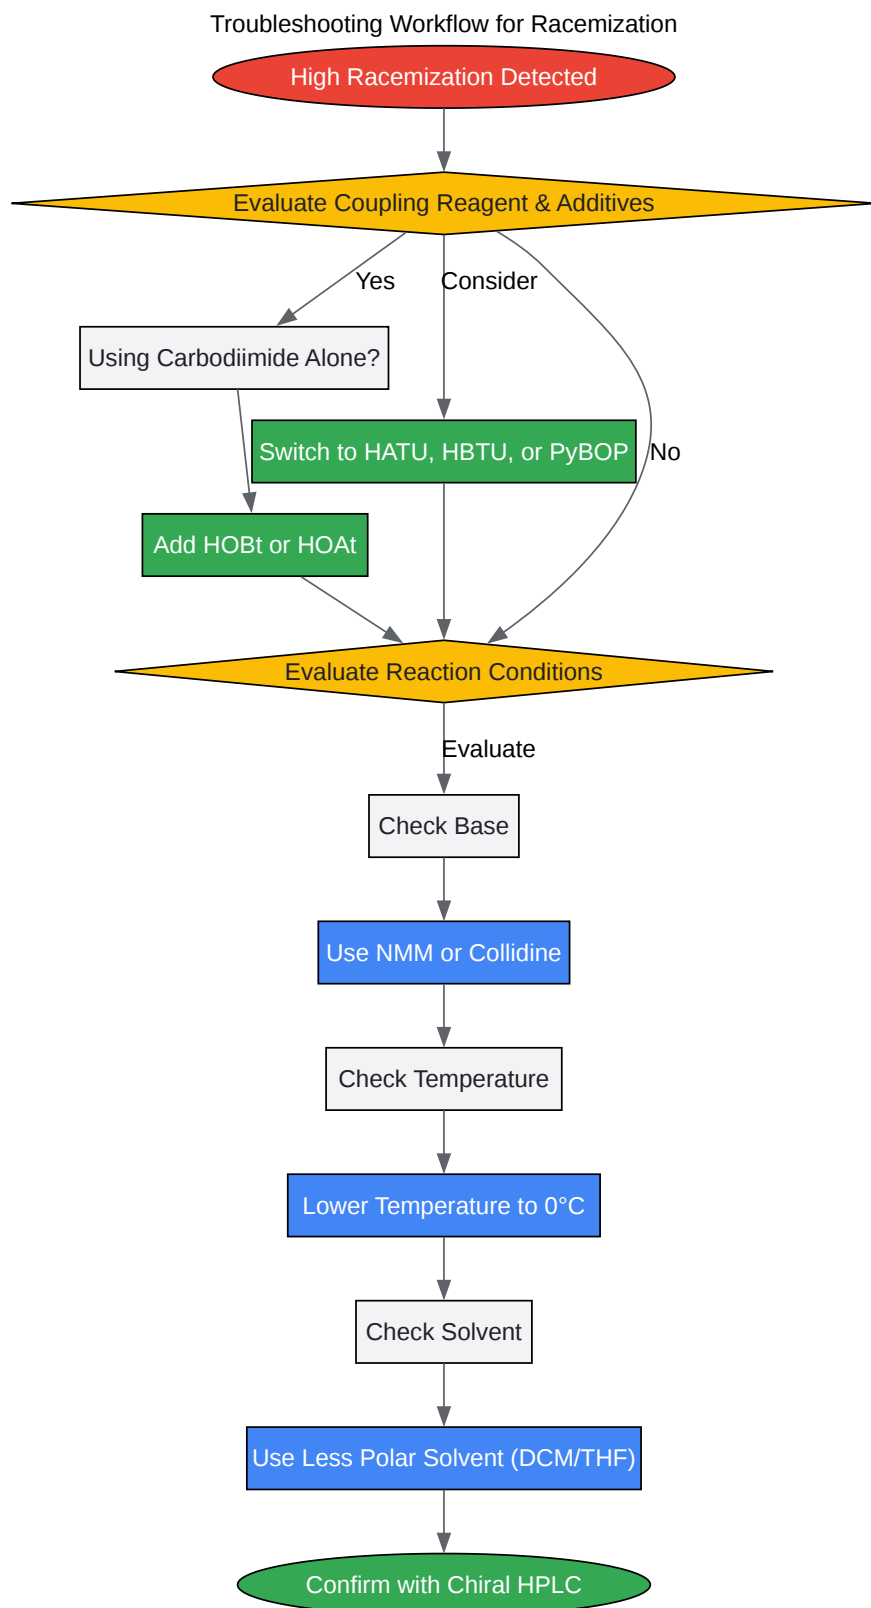 Troubleshooting Workflow for Racemization
High Racemization Detected
Evaluate Coupling Reagent & Additives
Yes
Consider
Using Carbodiimide Alone?
Switch to HATU, HBTU, or PyBOP
No
Add HOBt or HOAt
Evaluate Reaction Conditions
Evaluate
Check Base
Use NMM or Collidine
Check Temperature
Lower Temperature to 0°C
Check Solvent
Use Less Polar Solvent (DCM/THF)
Confirm with Chiral HPLC